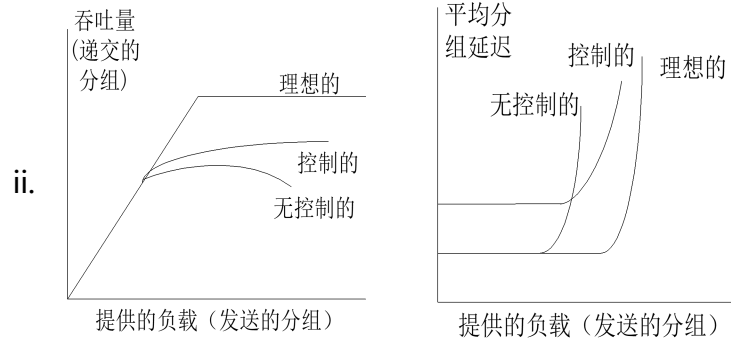 吞吐量
(递交的
分组)
理想的
控制的
无控制的
ii.
提供的负载（发送的分组）
平均分
组延迟
控制的
理想的
无控制的
提供的负载（发送的分组）